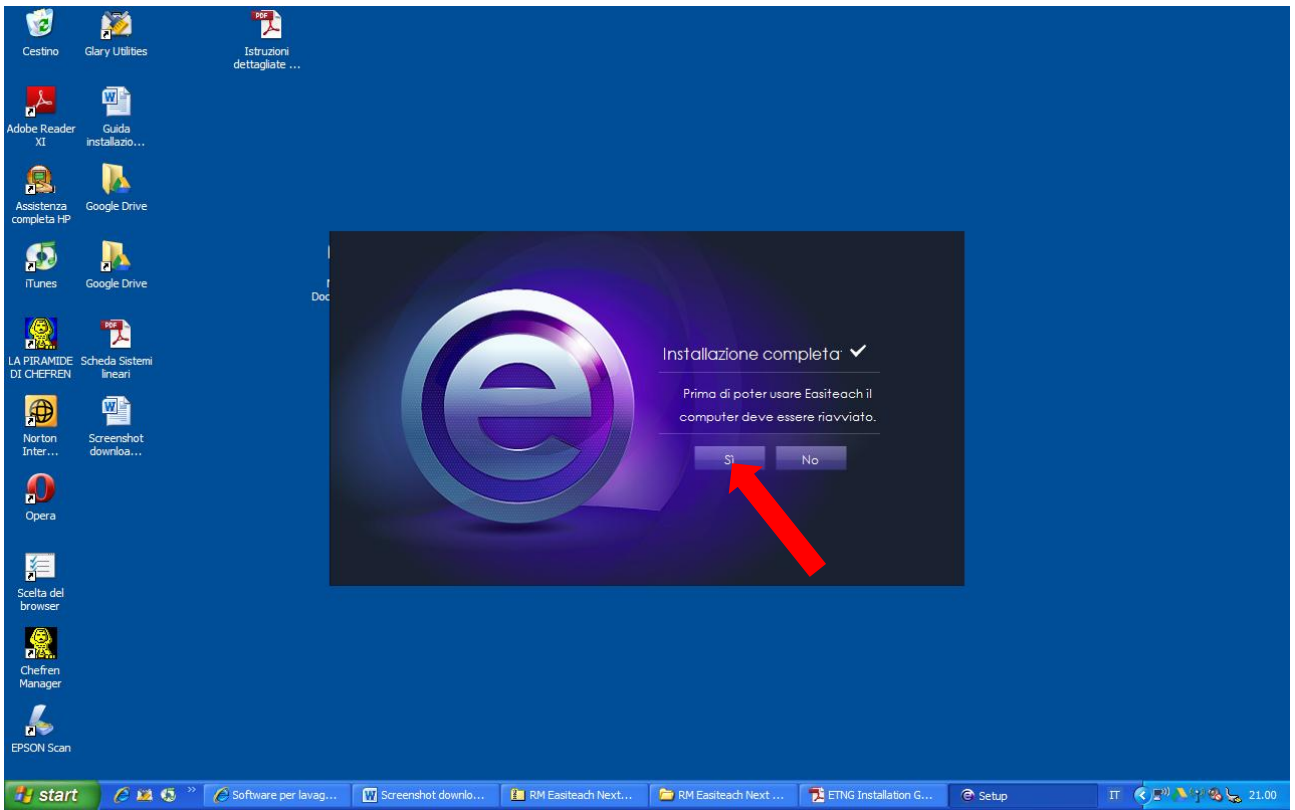 Cestino
Glary Utilities
Istruzioni
dettagliate ...
Adobe Reader
XI
Guida
installazio...
Assistenza
completa HP
Google Drive
iTunes
Google Drive
Doc
LA PIRAMIDE
DI CHEFREN
Scheda Sistemi
lineari
Norton
Inter...
Screenshot
downloa...
Opera
Scelta del
browser
Chefren
Manager
EPSON Scan
Installazione completa
Prima di poter usare Easiteach il
computer deve essere riavviato.
Sì
No
start
Software per lavag...
Screenshot downlo...
RM Easiteach Next...
RM Easiteach Next ...
ETNG Installation G...
Setup
IT
21.00